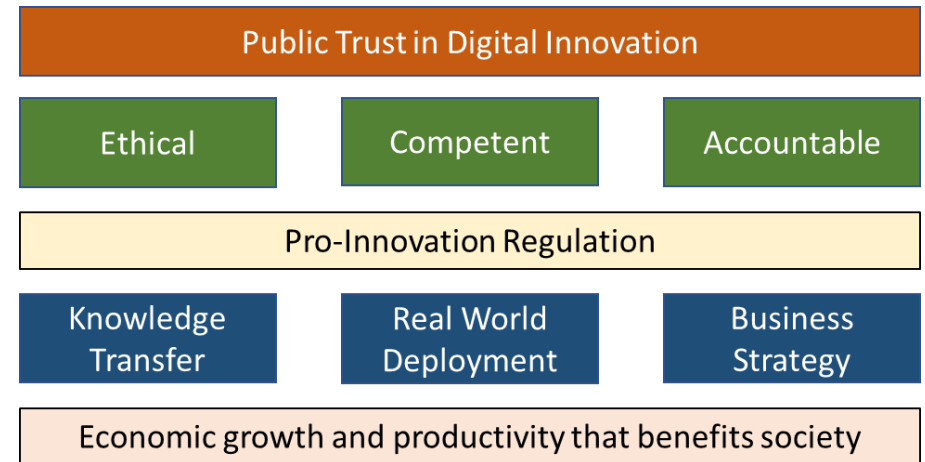 Public Trust in Digital Innovation
Ethical
Competent
Accountable
Pro-Innovation Regulation
Knowledge
Transfer
Real World
Deployment
Business
Strategy
Economic growth and productivity that benefits society